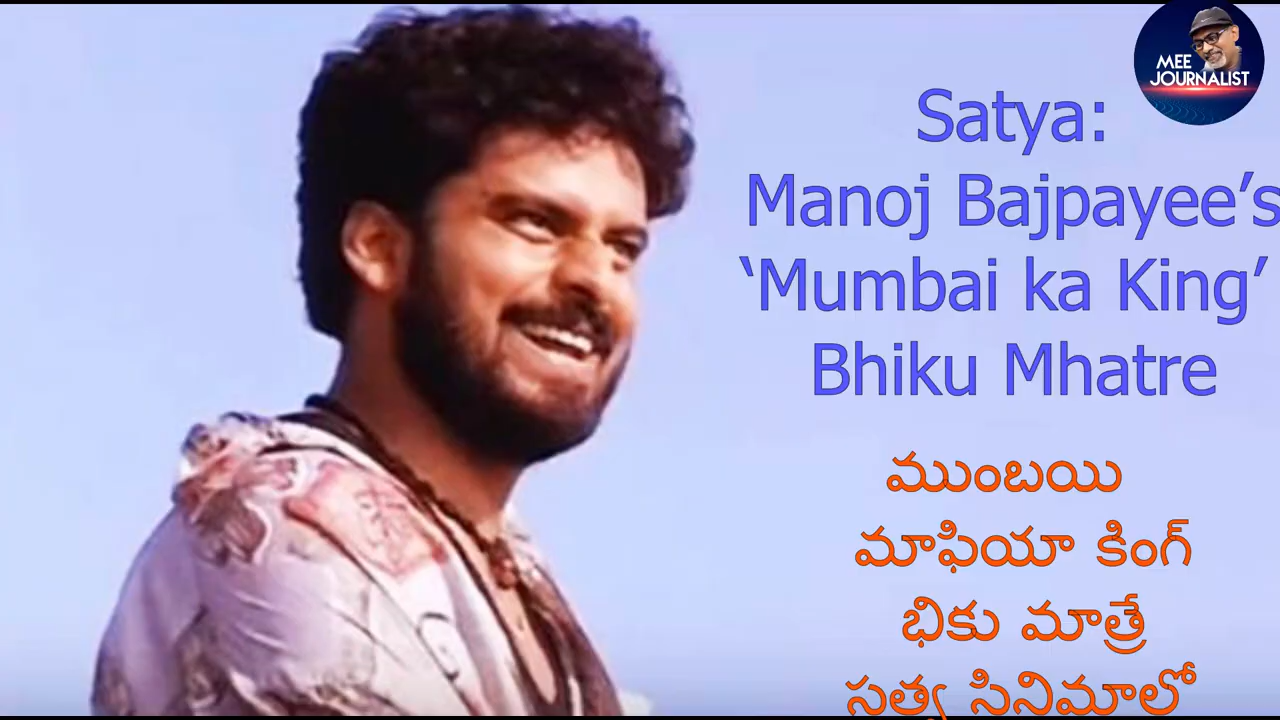 MEE
JOURNALIST
Satya:
Manoj Bajpayee’s
‘Mumbai ka King’
Bhiku Mhatre
ముంబయి
మాఫియా కింగ్
భికు మాత్రే
సత్య సినిమాలో